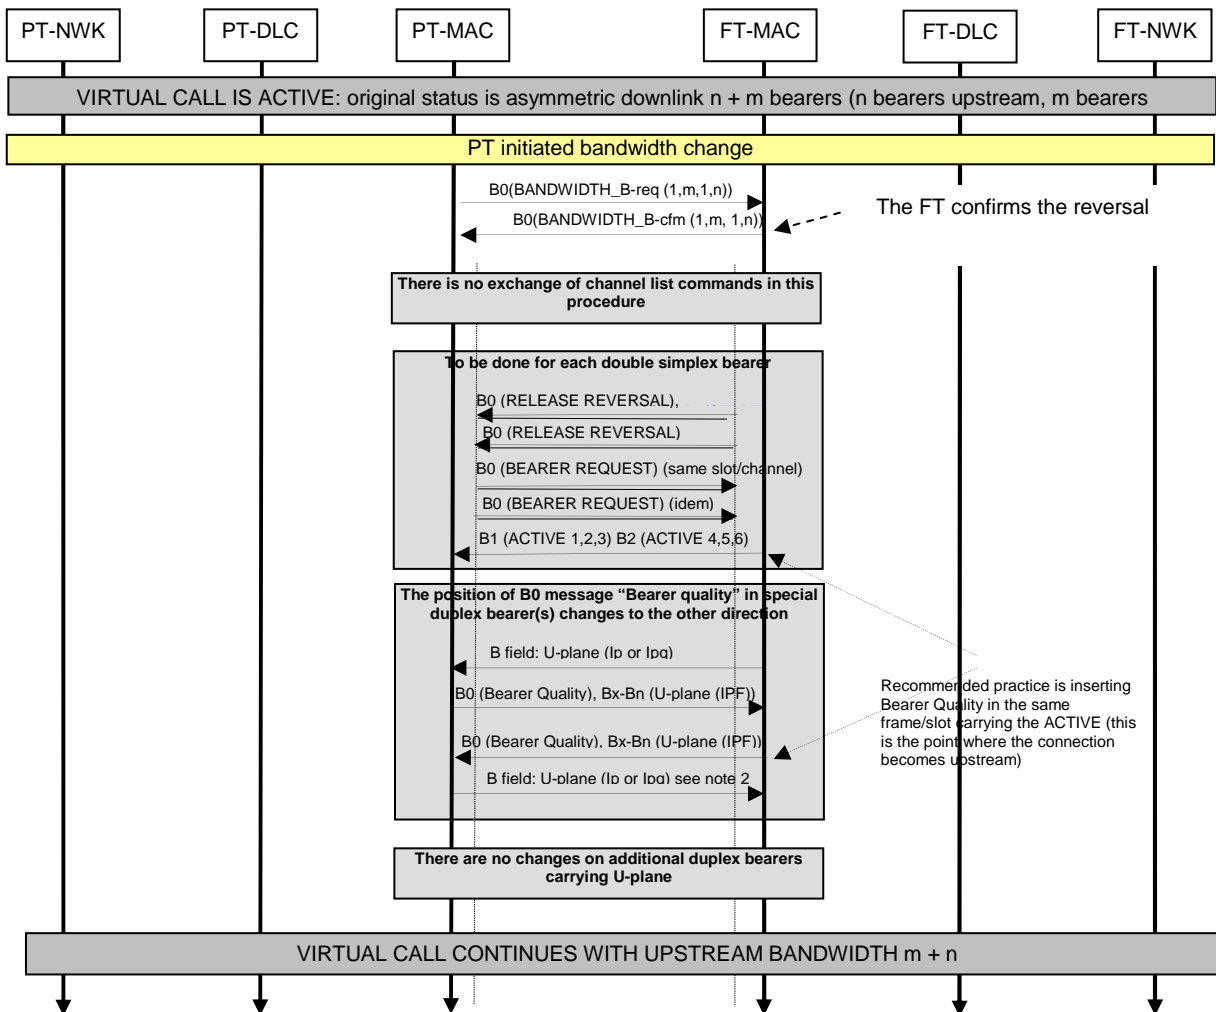 PT-NWK
PT-DLC
PT-MAC
FT-MAC
FT-DLC
FT-NWK
VIRTUAL CALL IS ACTIVE: original status is asymmetric downlink n + m bearers (n bearers upstream, m bearers
PT initiated bandwidth change
B0(BANDWIDTH_B-req (1,m,1,n))
The FT confirms the reversal
B0(BANDWIDTH_B-cfm (1,m, 1,n))
There is no exchange of channel list commands in this
procedure
To be done for each double simplex bearer
B0 (RELEASE REVERSAL),
B0 (RELEASE REVERSAL)
B0 (BEARER REQUEST) (same slot/channel)
B0 (BEARER REQUEST) (idem)
B1 (ACTIVE 1,2,3) B2 (ACTIVE 4,5,6)
The position of B0 message “Bearer quality” in special
duplex bearer(s) changes to the other direction
B field: U-plane (Ip or Ipq)
B0 (Bearer Quality), Bx-Bn (U-plane (IPF))
B0 (Bearer Quality), Bx-Bn (U-plane (IPF))
B field: U-plane (Ip or Ipq) see note 2
Recommended practice is inserting
Bearer Quality in the same
frame/slot carrying the ACTIVE (this
is the point where the connection
becomes upstream)
There are no changes on additional duplex bearers
carrying U-plane
VIRTUAL CALL CONTINUES WITH UPSTREAM BANDWIDTH m + n